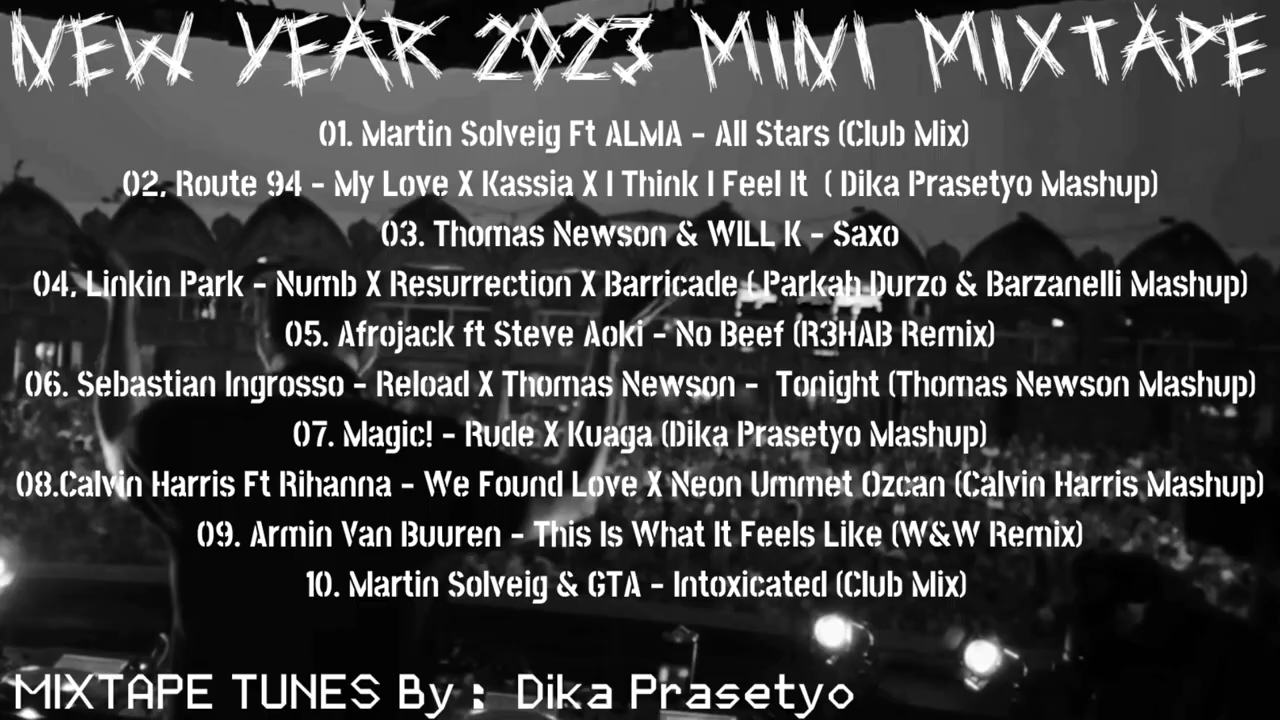 NEW YEAR 2023 MINI MIXTAPE
01. Martin Solveig Ft ALMA - All Stars (Club Mix)
02. Route 94 - My Love X Kassia X I Think I Feel It ( Dika Prasetyo Mashup)
03. Thomas Newson & WILL K - Saxo
04. Linkin Park - Numb X Resurrection X Barricade ( Parkah Durzo & Barzanelli Mashup)
05. Afrojack ft Steve Aoki - No Beef (R3HAB Remix)
06. Sebastian Ingrosso - Reload X Thomas Newson - Tonight (Thomas Newson Mashup)
07. Magic! - Rude X Kuaga (Dika Prasetyo Mashup)
08.Calvin Harris Ft Rihanna - We Found Love X Neon Ummet Ozcan (Calvin Harris Mashup)
09. Armin Van Buuren - This Is What It Feels Like (W&W Remix)
10. Martin Solveig & GTA - Intoxicated (Club Mix)
MIXTAPE TUNES By : Dika Prasetyo